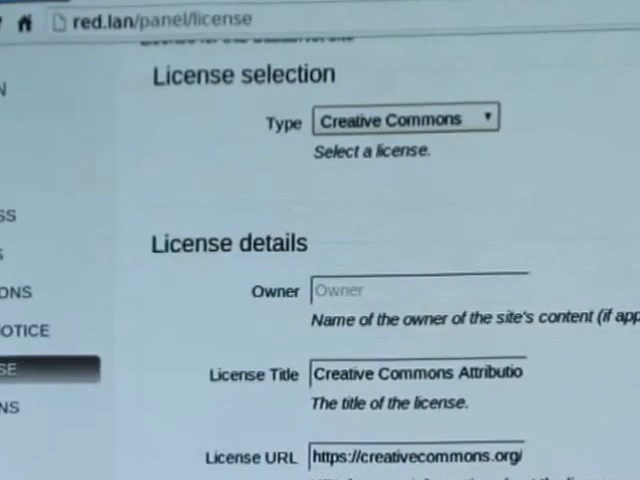 red.lan/panel/license
License selection
Type Creative Commons
Select a license.
License details
Owner Owner
Name of the owner of the site's content (if app
License Title Creative Commons Attributio
The title of the license.
License URL https://creativecommons.org/
N
SS
S
ONS
OTICE
SE
NS